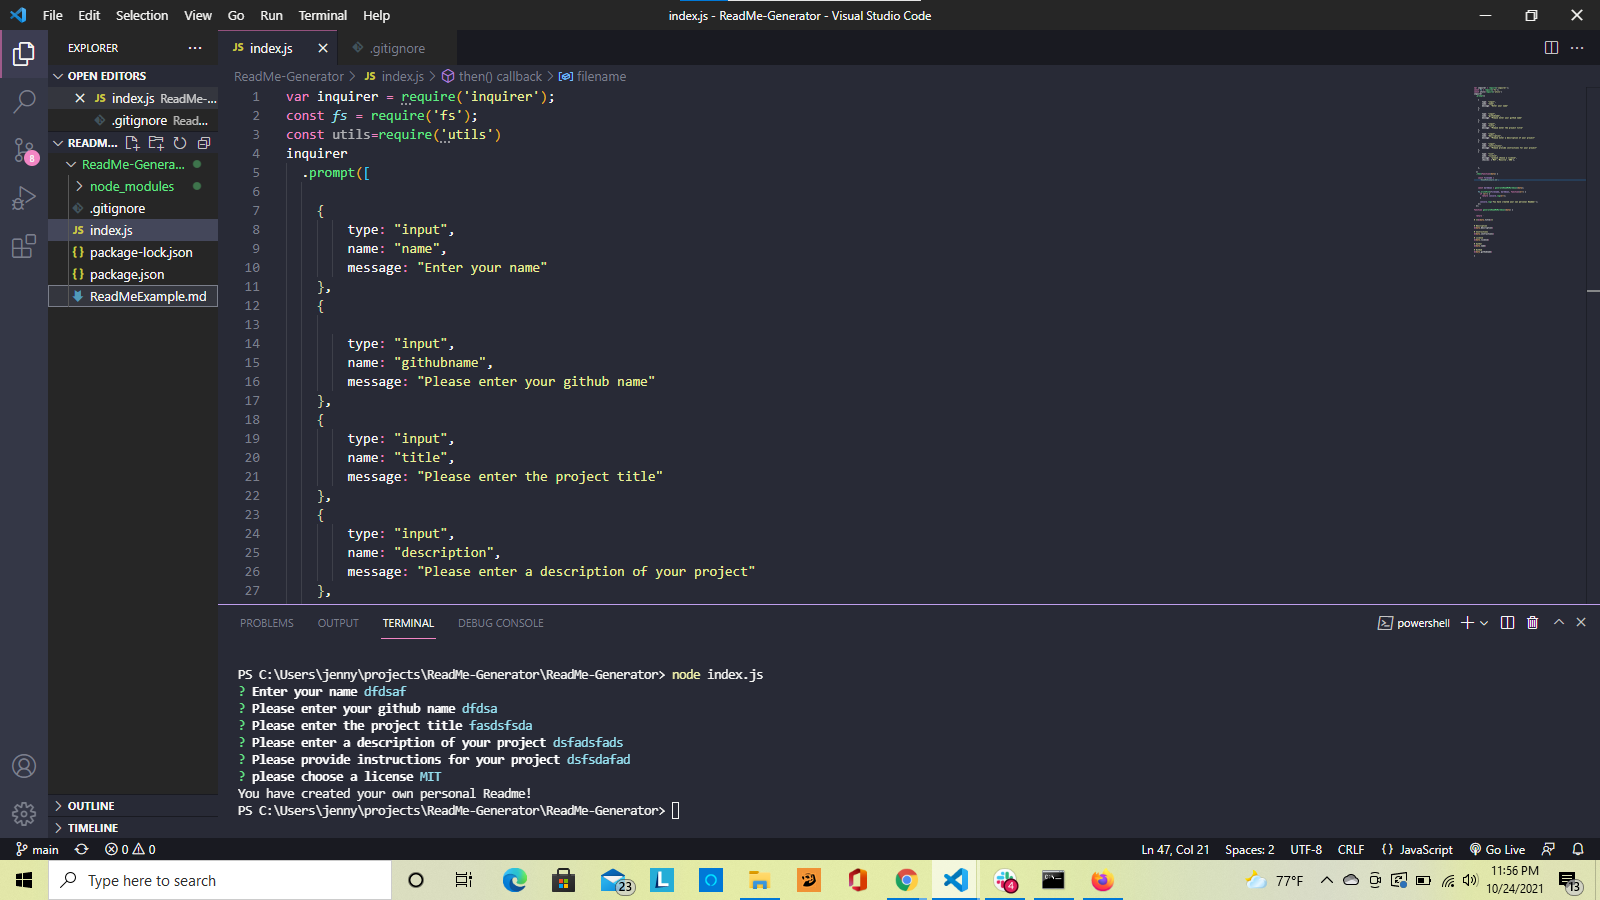 File Edit Selection View Go Run Terminal Help
index.js - ReadMe-Generator - Visual Studio Code
EXPLORER
OPEN EDITORS
index.js ReadMe-...
.gitignore Read...
READM...
ReadMe-Genera...
node_modules
.gitignore
JS index.js
package-lock.json
package.json
ReadMeExample.md
OUTLINE
TIMELINE
8
JS index.js
.gitignore
ReadMe-Generator > JS index.js > then() callback > filename
1 var inquirer = require('inquirer');
2 const fs = require('fs');
3 const utils=require('utils')
4 inquirer
5 .prompt([
6
7 {
8 type: "input",
9 name: "name",
10 message: "Enter your name"
11 },
12 {
13
14 type: "input",
15 name: "githubname",
16 message: "Please enter your github name"
17 },
18 {
19 type: "input",
20 name: "title",
21 message: "Please enter the project title"
22 },
23 {
24 type: "input",
25 name: "description",
26 message: "Please enter a description of your project"
27 },
PROBLEMS OUTPUT TERMINAL DEBUG CONSOLE
powershell
PS C:\Users\jenny\projects\ReadMe-Generator\ReadMe-Generator> node index.js
? Enter your name dfdsaf
? Please enter your github name dfdsa
? Please enter the project title fasdsfsda
? Please enter a description of your project dsfadsfads
? Please provide instructions for your project dsfsdafad
? please choose a license MIT
You have created your own personal Readme!
PS C:\Users\jenny\projects\ReadMe-Generator\ReadMe-Generator>
main 0 0
Ln 47, Col 21 Spaces: 2 UTF-8 CRLF {} JavaScript Go Live
Type here to search
23
L
4
77°F
11:56 PM
10/24/2021
13